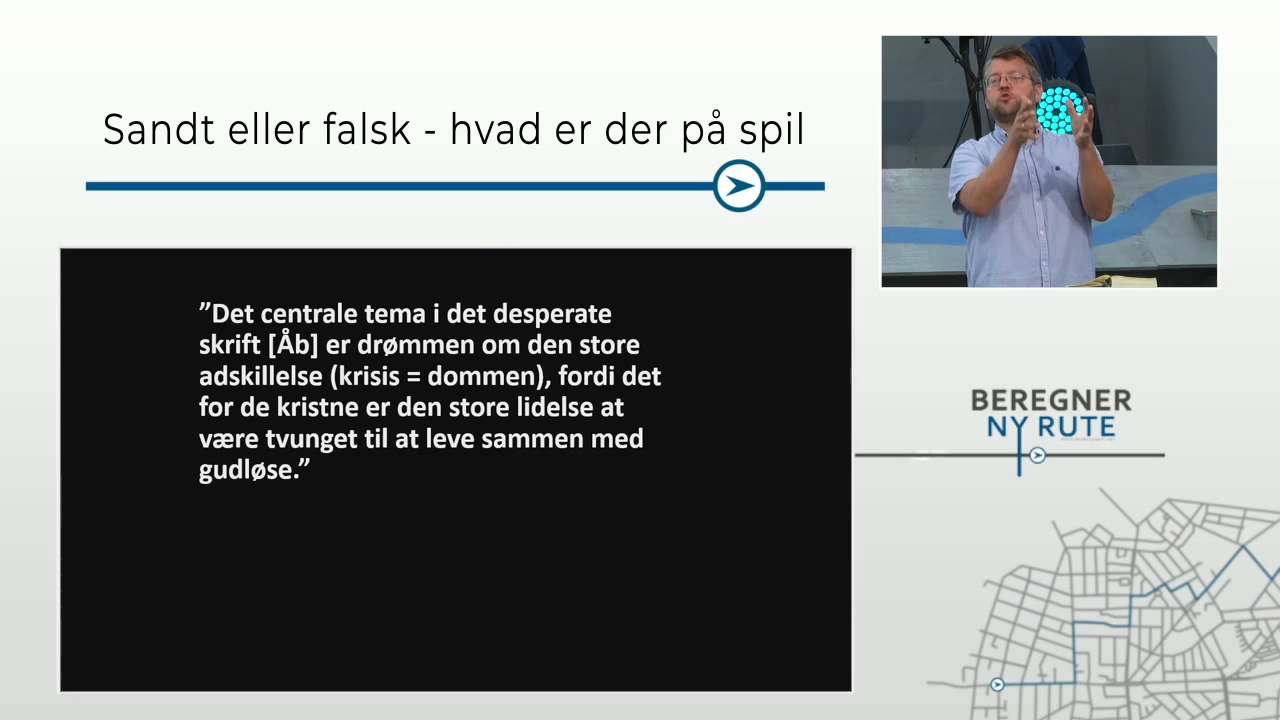 Sandt eller falsk - hvad er der på spil
”Det centrale tema i det desperate
skrift [Åb] er drømmen om den store
adskillelse (krisis = dommen), fordi det
for de kristne er den store lidelse at
være tvunget til at leve sammen med
gudløse.”
BEREGNER
NY RUTE